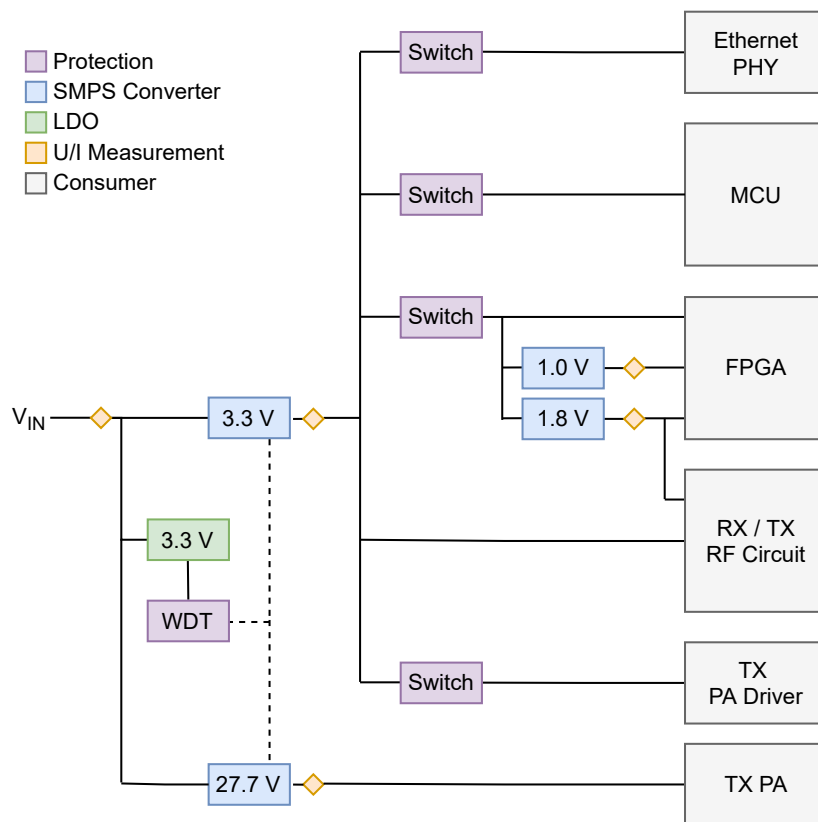 Protection
SMPS Converter
LDO
U/I Measurement
Consumer
Switch
Ethernet
PHY
Switch
MCU
Switch
FPGA
1.0 V
1.8 V
V_IN
3.3 V
3.3 V
WDT
RX / TX
RF Circuit
Switch
TX
PA Driver
27.7 V
TX PA